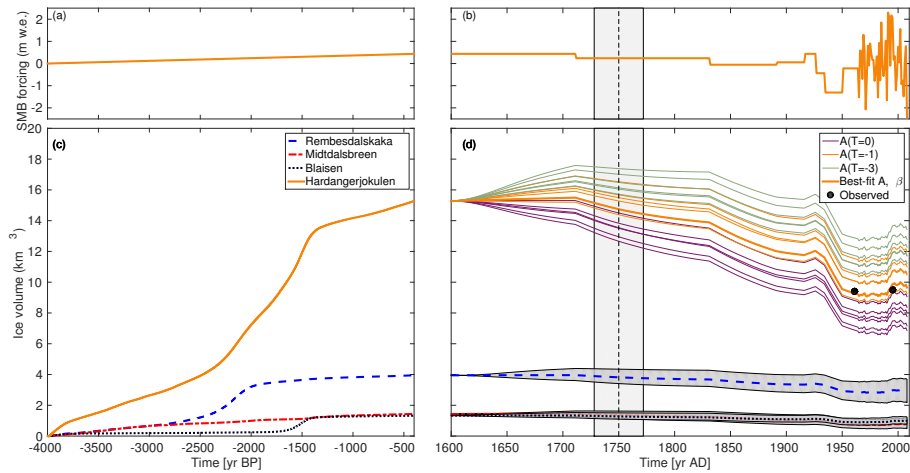 (a)
(b)
SMB forcing (m w.e.)
2
1
0
-1
-2
(c)
(d)
Rembesdalskaka
Midtdalsbreen
Blaisen
Hardangerjokulen
A(T=0)
A(T=-1)
A(T=-3)
Best-fit A, β
Observed
Ice volume (km³)
20
18
16
14
12
10
8
6
4
2
0
-4000 -3500 -3000 -2500 -2000 -1500 -1000 -500
Time [yr BP]
1600 1650 1700 1750 1800 1850 1900 1950 2000
Time [yr AD]